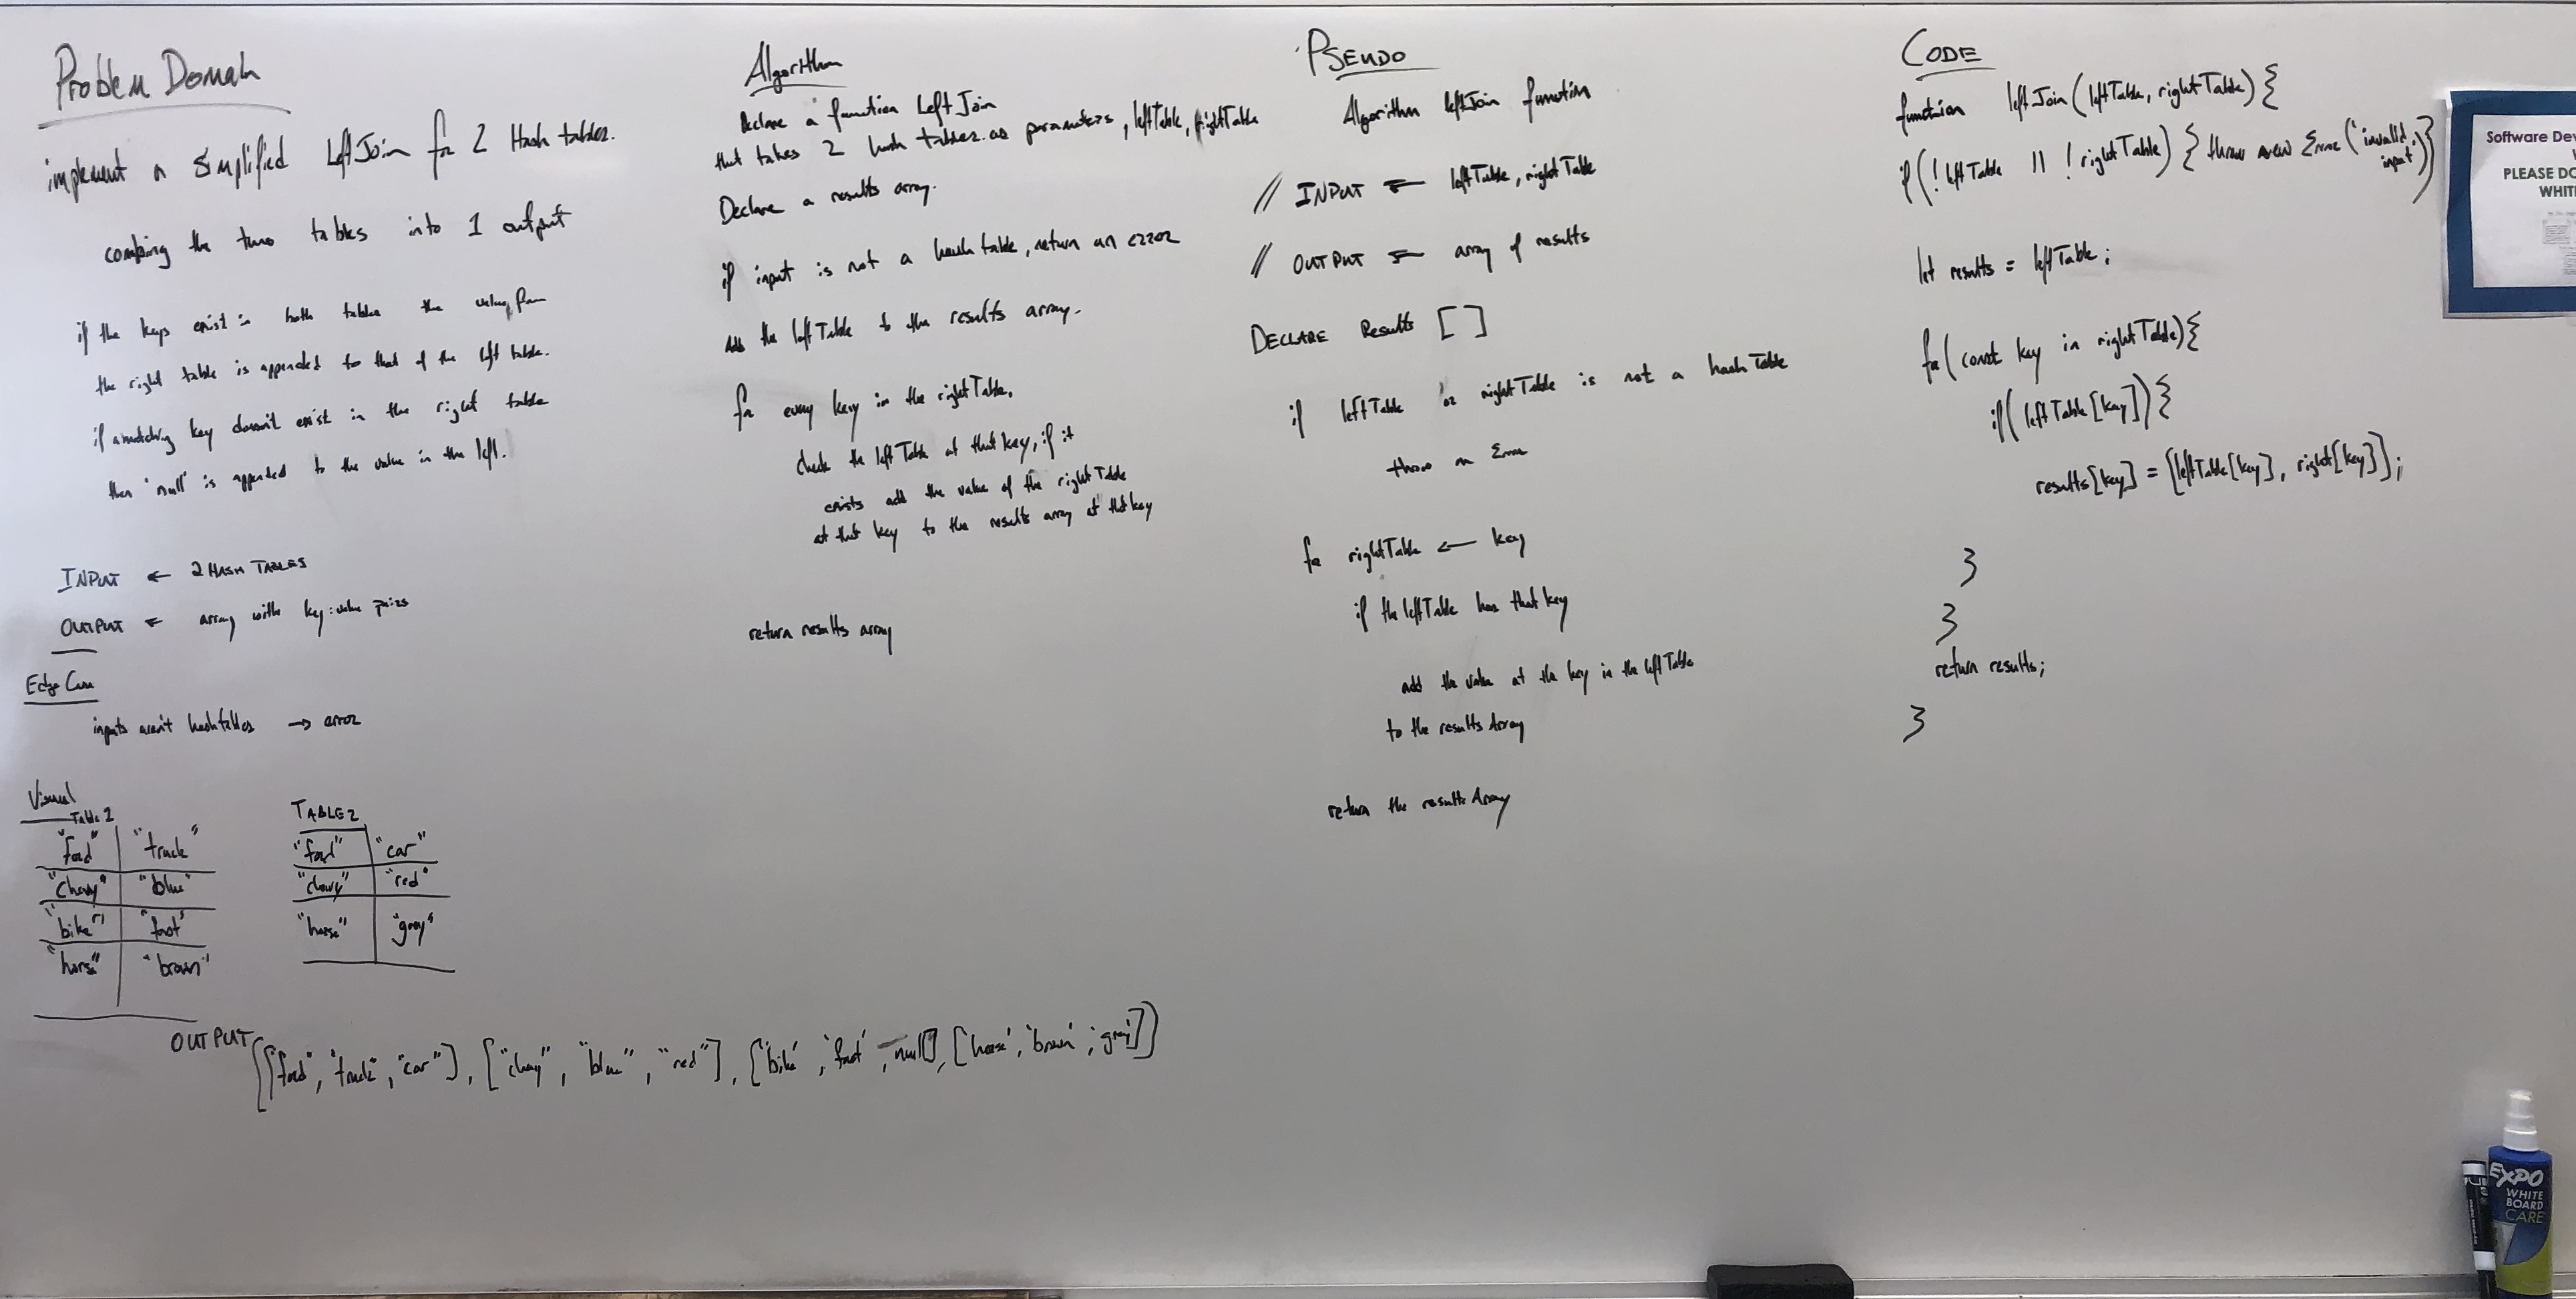 Problem Domain
implement a simplified LeftJoin for 2 Hash tables.
combing the two tables into 1 output
if the keys exist in both tables the value from
the right table is appended to that of the left table.
if a matching key doesn't exist in the right table
then 'null' is appended to the value in the left.
INPUT ← 2 HASH TABLES
OUTPUT ← array with key:value pairs
Edge Case
inputs aren't hashtables → error
Visual
Table 1
"ford" "truck"
"chevy" "blue"
"bike" "fast"
"horse" "brown"
TABLE 2
"ford" "car"
"chevy" "red"
"horse" "gray"
OUTPUT
[["ford", "truck", "car"], ["chevy", "blue", "red"], ['bike', 'fast', null], ['horse', 'brown', 'gray']]
Algorithm
Declare a function LeftJoin
that takes 2 hash tables as parameters, leftTable, rightTable
Declare a results array.
if input is not a hash table, return an error
Add the leftTable to the results array.
for every key in the rightTable,
check the leftTable at that key, if it
exists add the value of the rightTable
at that key to the results array at that key
return results array
PSEUDO
Algorithm leftJoin function
// INPUT ← leftTable, rightTable
// OUTPUT ← array of results
DECLARE Results []
if leftTable or rightTable is not a hashTable
throw an Error
for rightTable ← key
if the leftTable has that key
add the value at the key in the leftTable
to the results Array
return the results Array
CODE
function leftJoin(leftTable, rightTable){
if(!leftTable || !rightTable){ throw new Error('invalid
input')}
let results = leftTable;
for(const key in rightTable){
if(leftTable[key]){
results[key] = [leftTable[key], right[key]];
}
}
return results;
}
Software Dev
PLEASE DO
WHIT
EXPO
WHITE
BOARD
CARE